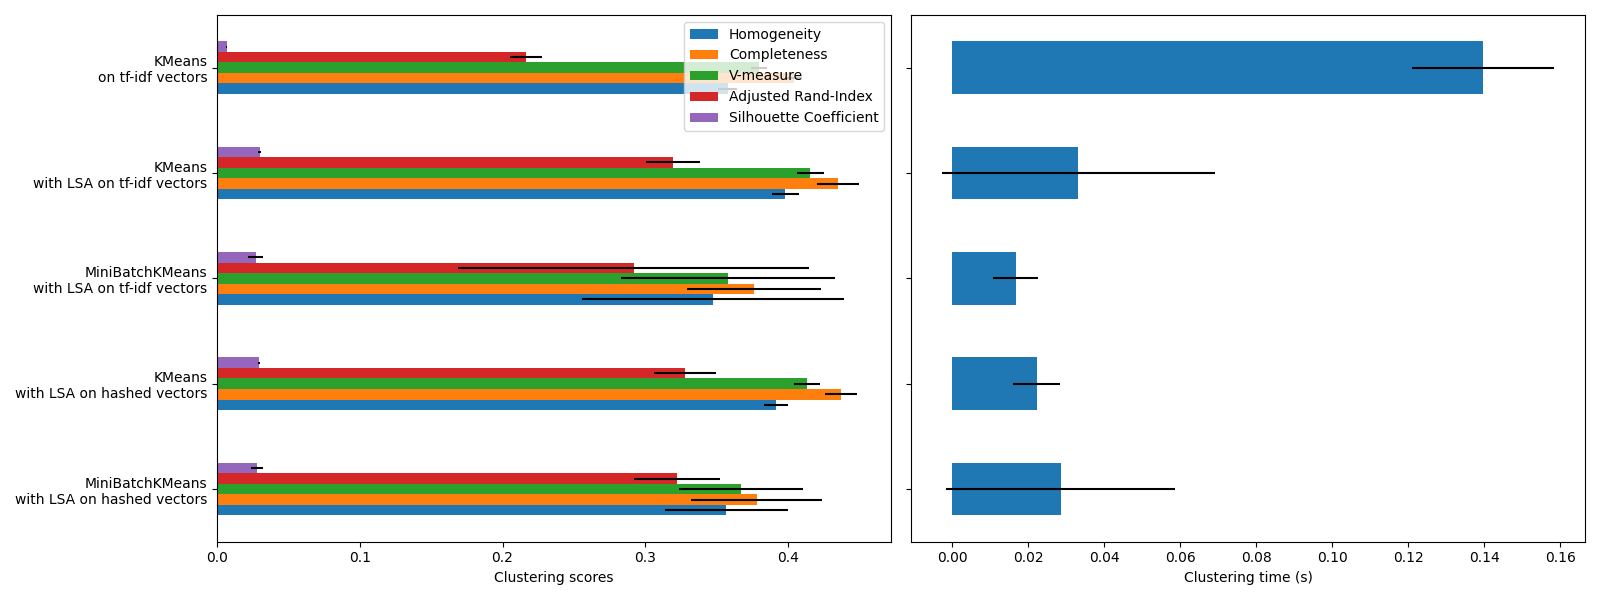 KMeans
on tf-idf vectors
KMeans
with LSA on tf-idf vectors
MiniBatchKMeans
with LSA on tf-idf vectors
KMeans
with LSA on hashed vectors
MiniBatchKMeans
with LSA on hashed vectors
Homogeneity
Completeness
V-measure
Adjusted Rand-Index
Silhouette Coefficient
0.0 0.1 0.2 0.3 0.4
Clustering scores
0.00 0.02 0.04 0.06 0.08 0.10 0.12 0.14 0.16
Clustering time (s)